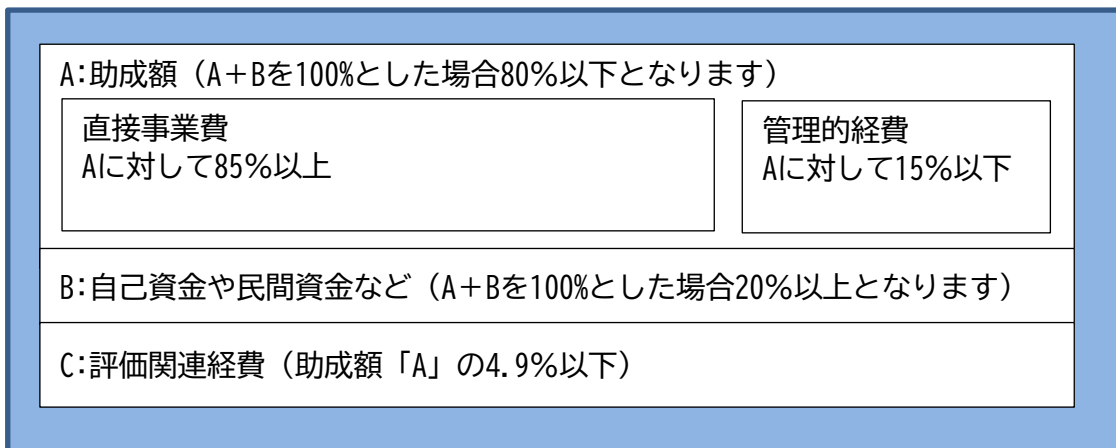 A:助成額（A＋Bを100%とした場合80％以下となります）
直接事業費
Aに対して85％以上
管理的経費
Aに対して15％以下
B:自己資金や民間資金など（A＋Bを100%とした場合20％以上となります）
C:評価関連経費（助成額「A」の4.9％以下）